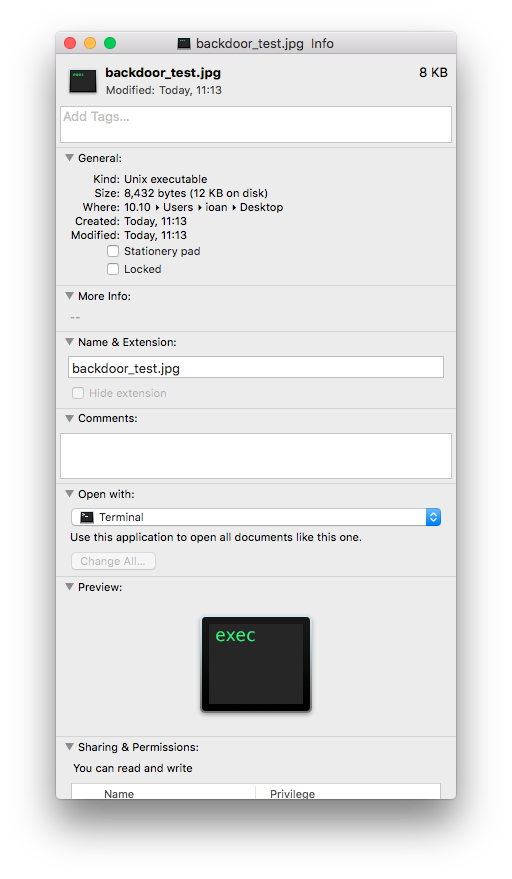 backdoor_test.jpg Info
exec
backdoor_test.jpg 8 KB
Modified: Today, 11:13
Add Tags...
General:
Kind: Unix executable
Size: 8,432 bytes (12 KB on disk)
Where: 10.10 ▸ Users ▸ ioan ▸ Desktop
Created: Today, 11:13
Modified: Today, 11:13
Stationery pad
Locked
More Info:
--
Name & Extension:
backdoor_test.jpg
Hide extension
Comments:
Open with:
Terminal
Use this application to open all documents like this one.
Change All...
Preview:
exec
Sharing & Permissions:
You can read and write
Name Privilege